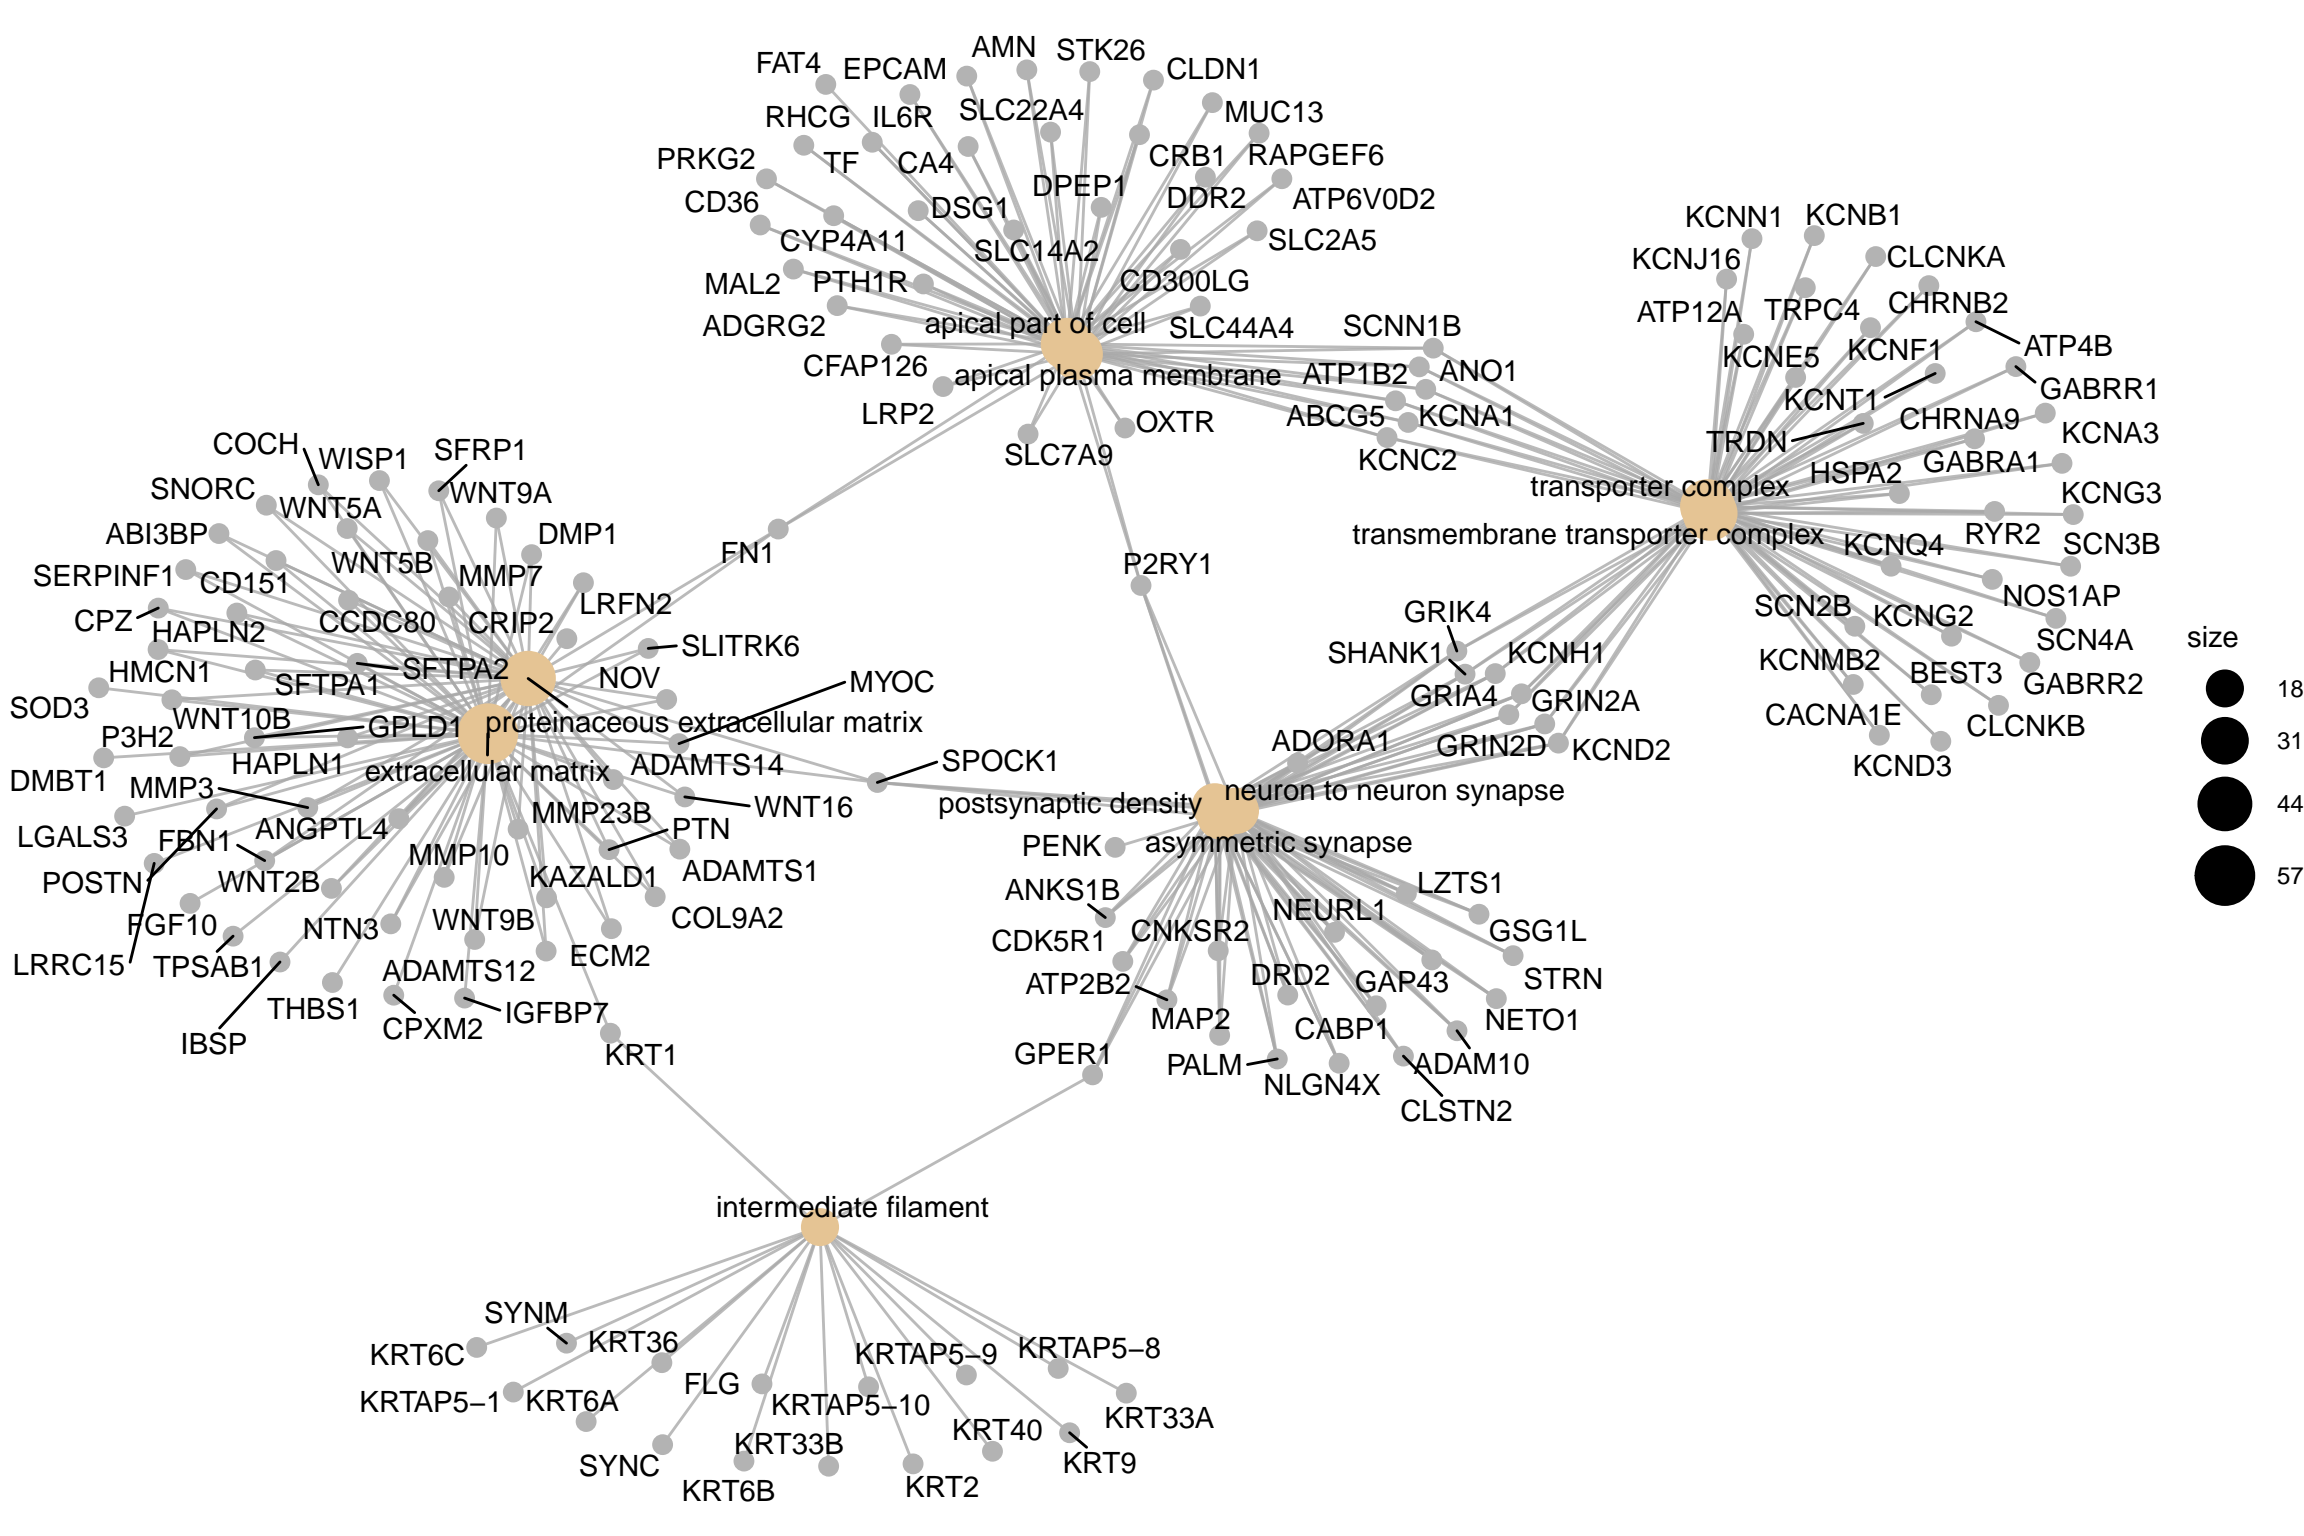 AMN
STK26
FAT4
EPCAM
CLDN1
SLC22A4
MUC13
RHCG
IL6R
PRKG2
TF
CA4
CRB1
RAPGEF6
DPEP1
DDR2
ATP6V0D2
CD36
DSG1
CYP4A11
SLC14A2
SLC2A5
MAL2
PTH1R
CD300LG
ADGRG2
apical part of cell
SLC44A4
SCNN1B
CFAP126
apical plasma membrane
ATP1B2
ANO1
LRP2
ABCG5
KCNA1
OXTR
SLC7A9
KCNC2
KCNN1
KCNB1
KCNJ16
CLCNKA
ATP12A
TRPC4
CHRNB2
KCNE5
KCNF1
ATP4B
KCNT1
GABRR1
CHRNA9
TRDN
KCNA3
HSPA2
GABRA1
transporter complex
KCNG3
transmembrane transporter complex
KCNQ4
RYR2
SCN3B
NOS1AP
SCN2B
KCNG2
SCN4A
KCNMB2
BEST3
GABRR2
CACNA1E
CLCNKB
KCND3
COCH
WISP1
SFRP1
SNORC
WNT5A
WNT9A
ABI3BP
DMP1
WNT5B
SERPINF1
CD151
MMP7
LRFN2
CPZ
HAPLN2
CCDC80
CRIP2
SLITRK6
HMCN1
SFTPA2
SFTPA1
NOV
MYOC
SOD3
WNT10B
GPLD1
proteinaceous extracellular matrix
P3H2
HAPLN1
extracellular matrix
ADAMTS14
SPOCK1
DMBT1
MMP3
WNT16
MMP23B
LGALS3
FBN1
ANGPTL4
PTN
MMP10
POSTN
WNT2B
KAZALD1
ADAMTS1
FGF10
NTN3
WNT9B
COL9A2
LRRC15
TPSAB1
ADAMTS12
ECM2
THBS1
CPXM2
IGFBP7
IBSP
KRT1
FN1
P2RY1
GRIK4
SHANK1
KCNH1
GRIA4
GRIN2A
ADORA1
GRIN2D
KCND2
postsynaptic density
neuron to neuron synapse
PENK
asymmetric synapse
ANKS1B
LZTS1
CDK5R1
CNKSR2
NEURL1
GSG1L
ATP2B2
DRD2
GAP43
STRN
MAP2
CABP1
NETO1
GPER1
PALM
NLGN4X
ADAM10
CLSTN2
intermediate filament
SYNM
KRT6C
KRT36
KRTAP5−9
KRTAP5−8
KRTAP5−1
KRT6A
FLG
KRTAP5−10
KRT33A
KRT33B
KRT40
SYNC
KRT9
KRT6B
KRT2
size
18
31
44
57